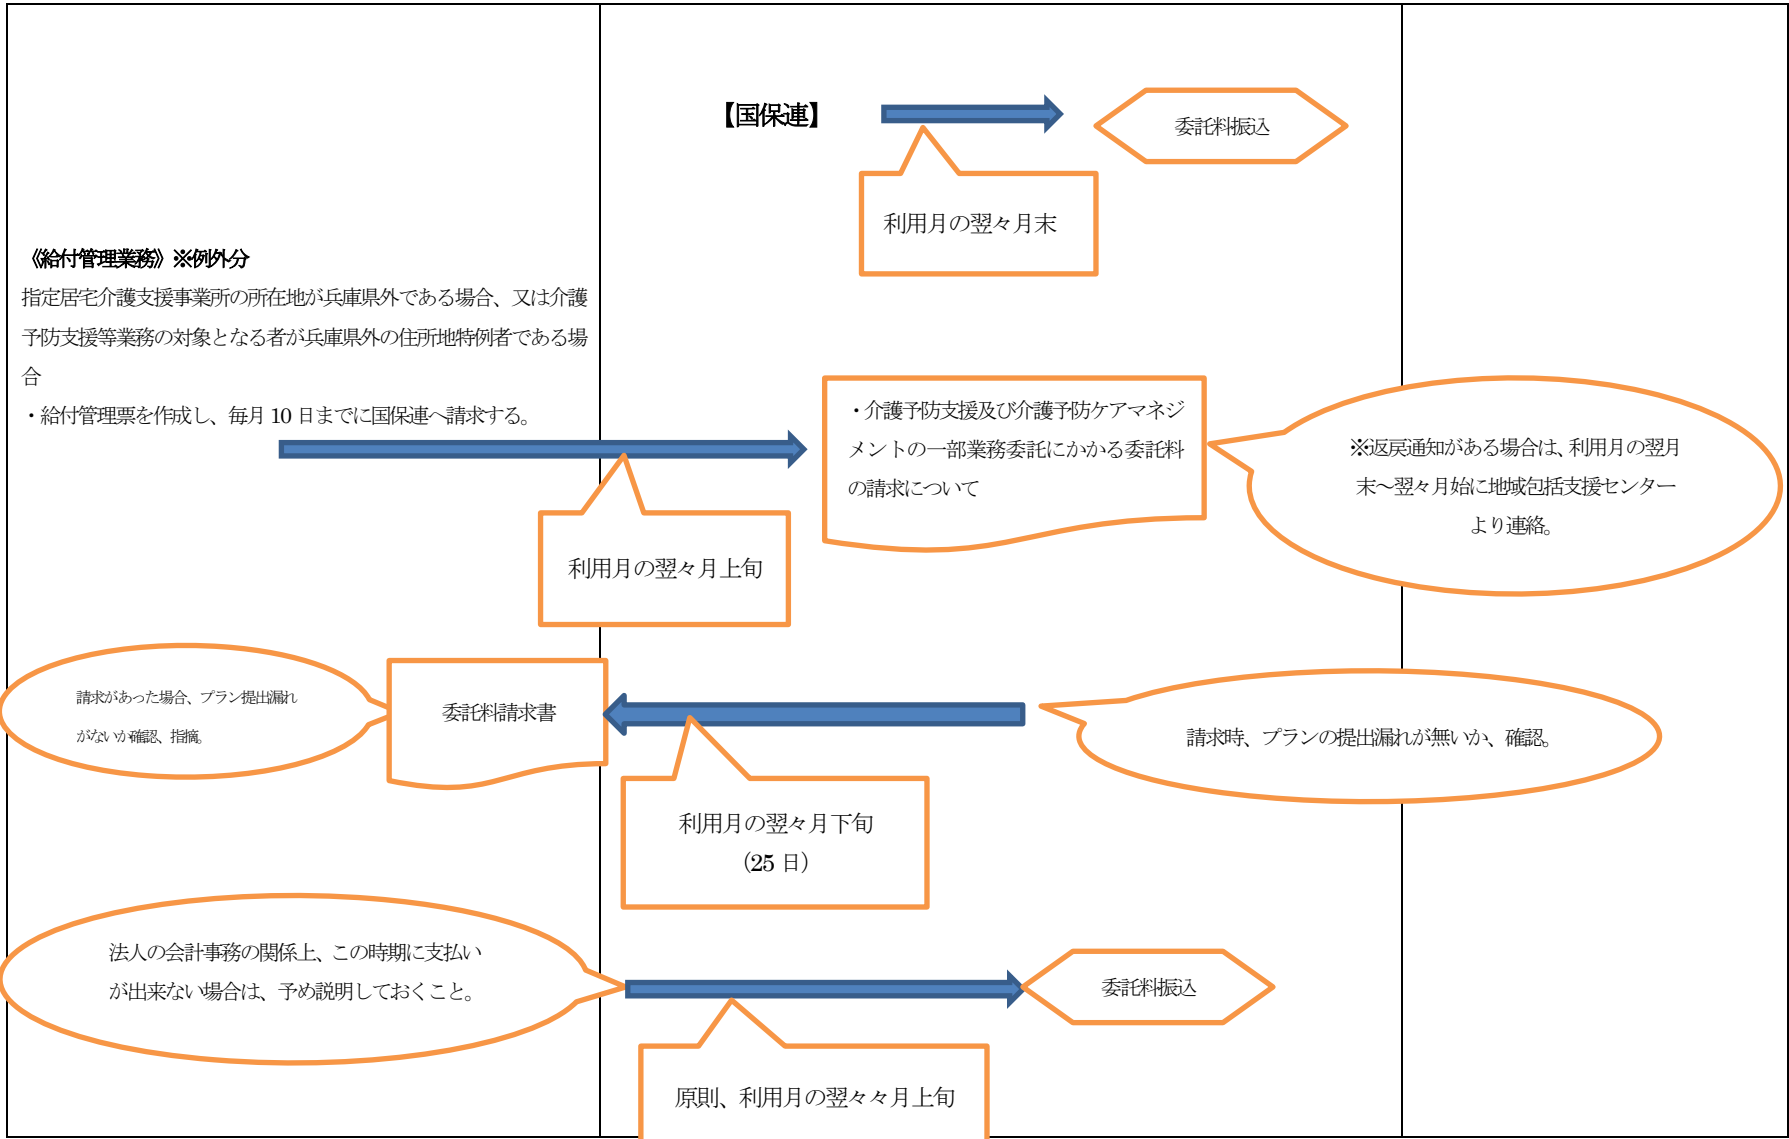 【国保連】
委託料振込
利用月の翌々月末
《給付管理業務》※例外分
指定居宅介護支援事業所の所在地が兵庫県外である場合、又は介護
予防支援等業務の対象となる者が兵庫県外の住所地特例者である場
合
・給付管理票を作成し、毎月 10 日までに国保連へ請求する。
・介護予防支援及び介護予防ケアマネジ
メントの一部業務委託にかかる委託料
の請求について
※返戻通知がある場合は、利用月の翌月
末～翌々月始に地域包括支援センター
より連絡。
利用月の翌々月上旬
請求があった場合、プラン提出漏れ
がないか確認、指摘。
委託料請求書
請求時、プランの提出漏れが無いか、確認。
利用月の翌々月下旬
（25 日）
法人の会計事務の関係上、この時期に支払い
が出来ない場合は、予め説明しておくこと。
委託料振込
原則、利用月の翌々々月上旬